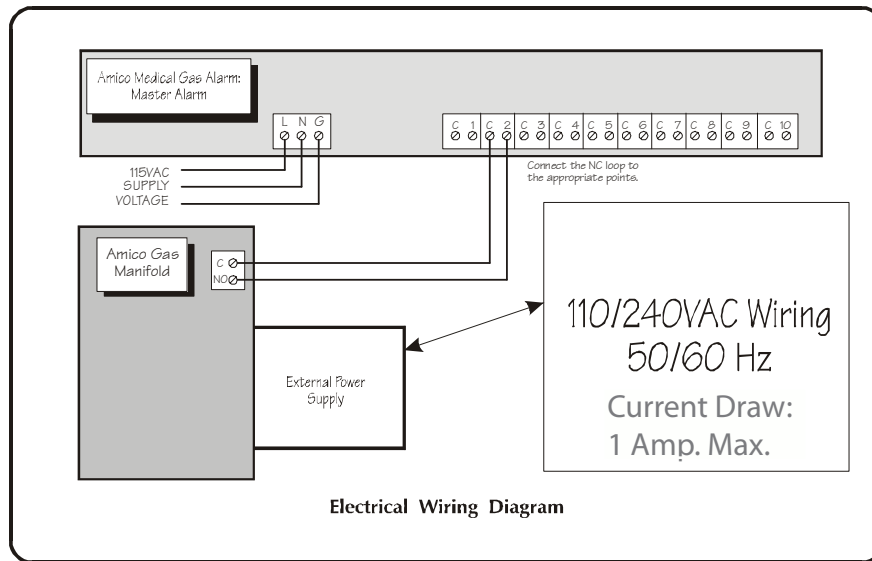 Amico Medical Gas Alarm:
Master Alarm
L N G
C 1 C 2 C 3 C 4 C 5 C 6 C 7 C 8 C 9 C 10
Connect the NC loop to
the appropriate points.
115VAC
SUPPLY
VOLTAGE
Amico Gas
Manifold
C
NO
110/240VAC Wiring
50/60 Hz
Current Draw:
1 Amp. Max.
External Power
Supply
Electrical Wiring Diagram